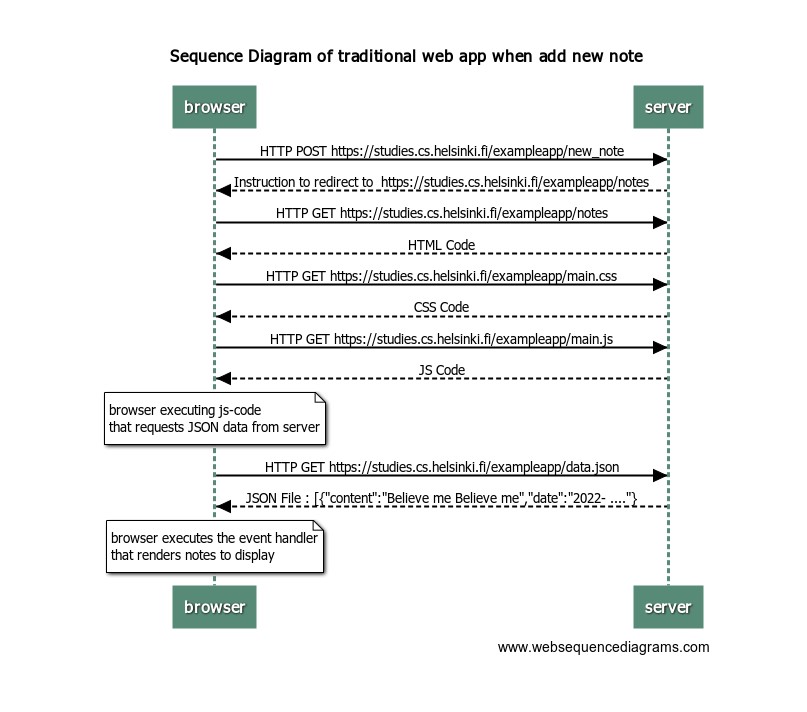 Sequence Diagram of traditional web app when add new note
browser
server
HTTP POST https://studies.cs.helsinki.fi/exampleapp/new_note
Instruction to redirect to  https://studies.cs.helsinki.fi/exampleapp/notes
HTTP GET https://studies.cs.helsinki.fi/exampleapp/notes
HTML Code
HTTP GET https://studies.cs.helsinki.fi/exampleapp/main.css
CSS Code
HTTP GET https://studies.cs.helsinki.fi/exampleapp/main.js
JS Code
browser executing js-code
that requests JSON data from server
HTTP GET https://studies.cs.helsinki.fi/exampleapp/data.json
JSON File : [{"content":"Believe me Believe me","date":"2022- ...."}
browser executes the event handler
that renders notes to display
browser
server
www.websequencediagrams.com